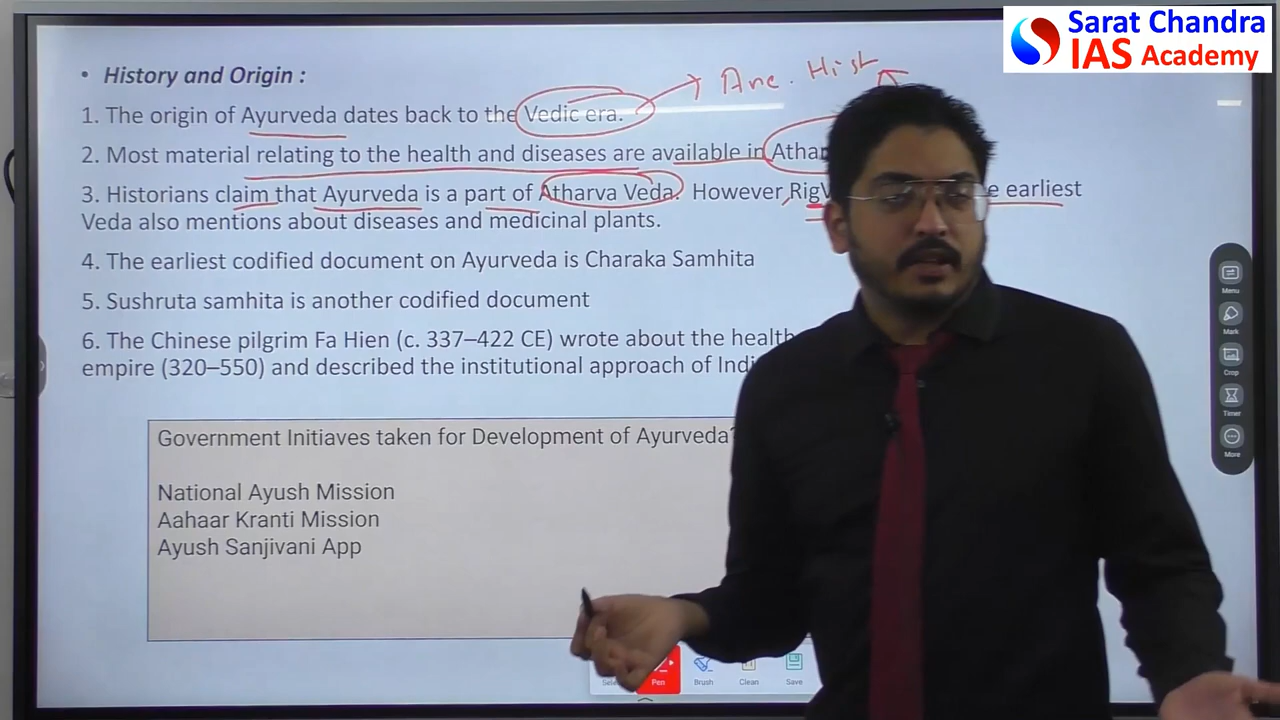 Sarat Chandra
IAS Academy
• History and Origin :
Anc. Hist
1. The origin of Ayurveda dates back to the Vedic era.
2. Most material relating to the health and diseases are available in
3. Historians claim that Ayurveda is a part of Atharva Veda. However, earliest
Veda also mentions about diseases and medicinal plants.
4. The earliest codified document on Ayurveda is Charaka Samhita
5. Sushruta samhita is another codified document
6. The Chinese pilgrim Fa Hien (c. 337–422 CE) wrote about the health
empire (320–550) and described the institutional approach of
Government Initiaves taken for Development of Ayurveda?
National Ayush Mission
Aahaar Kranti Mission
Ayush Sanjivani App
Menu
Mark
Crop
Timer
More
Pen
Brush
Clean
Save